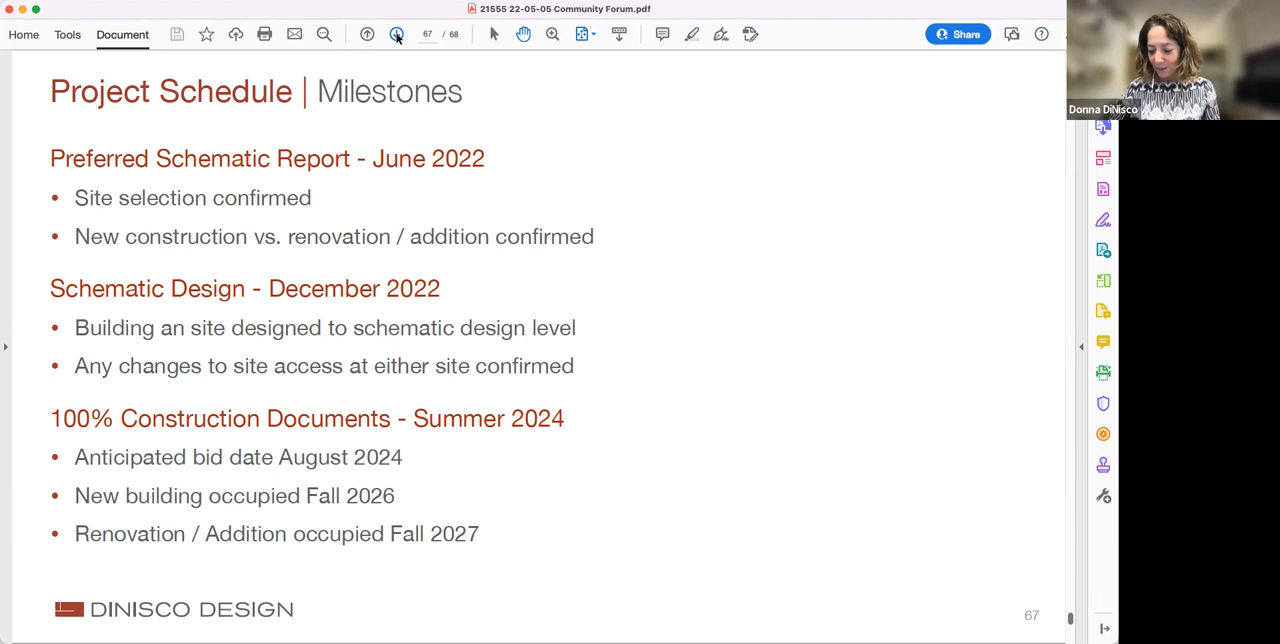 21555 22-05-05 Community Forum.pdf
Home Tools Document 67 / 68 Share
Donna DiNisco
Project Schedule | Milestones
Preferred Schematic Report - June 2022
• Site selection confirmed
• New construction vs. renovation / addition confirmed
Schematic Design - December 2022
• Building an site designed to schematic design level
• Any changes to site access at either site confirmed
100% Construction Documents - Summer 2024
• Anticipated bid date August 2024
• New building occupied Fall 2026
• Renovation / Addition occupied Fall 2027
DINISCO DESIGN
67